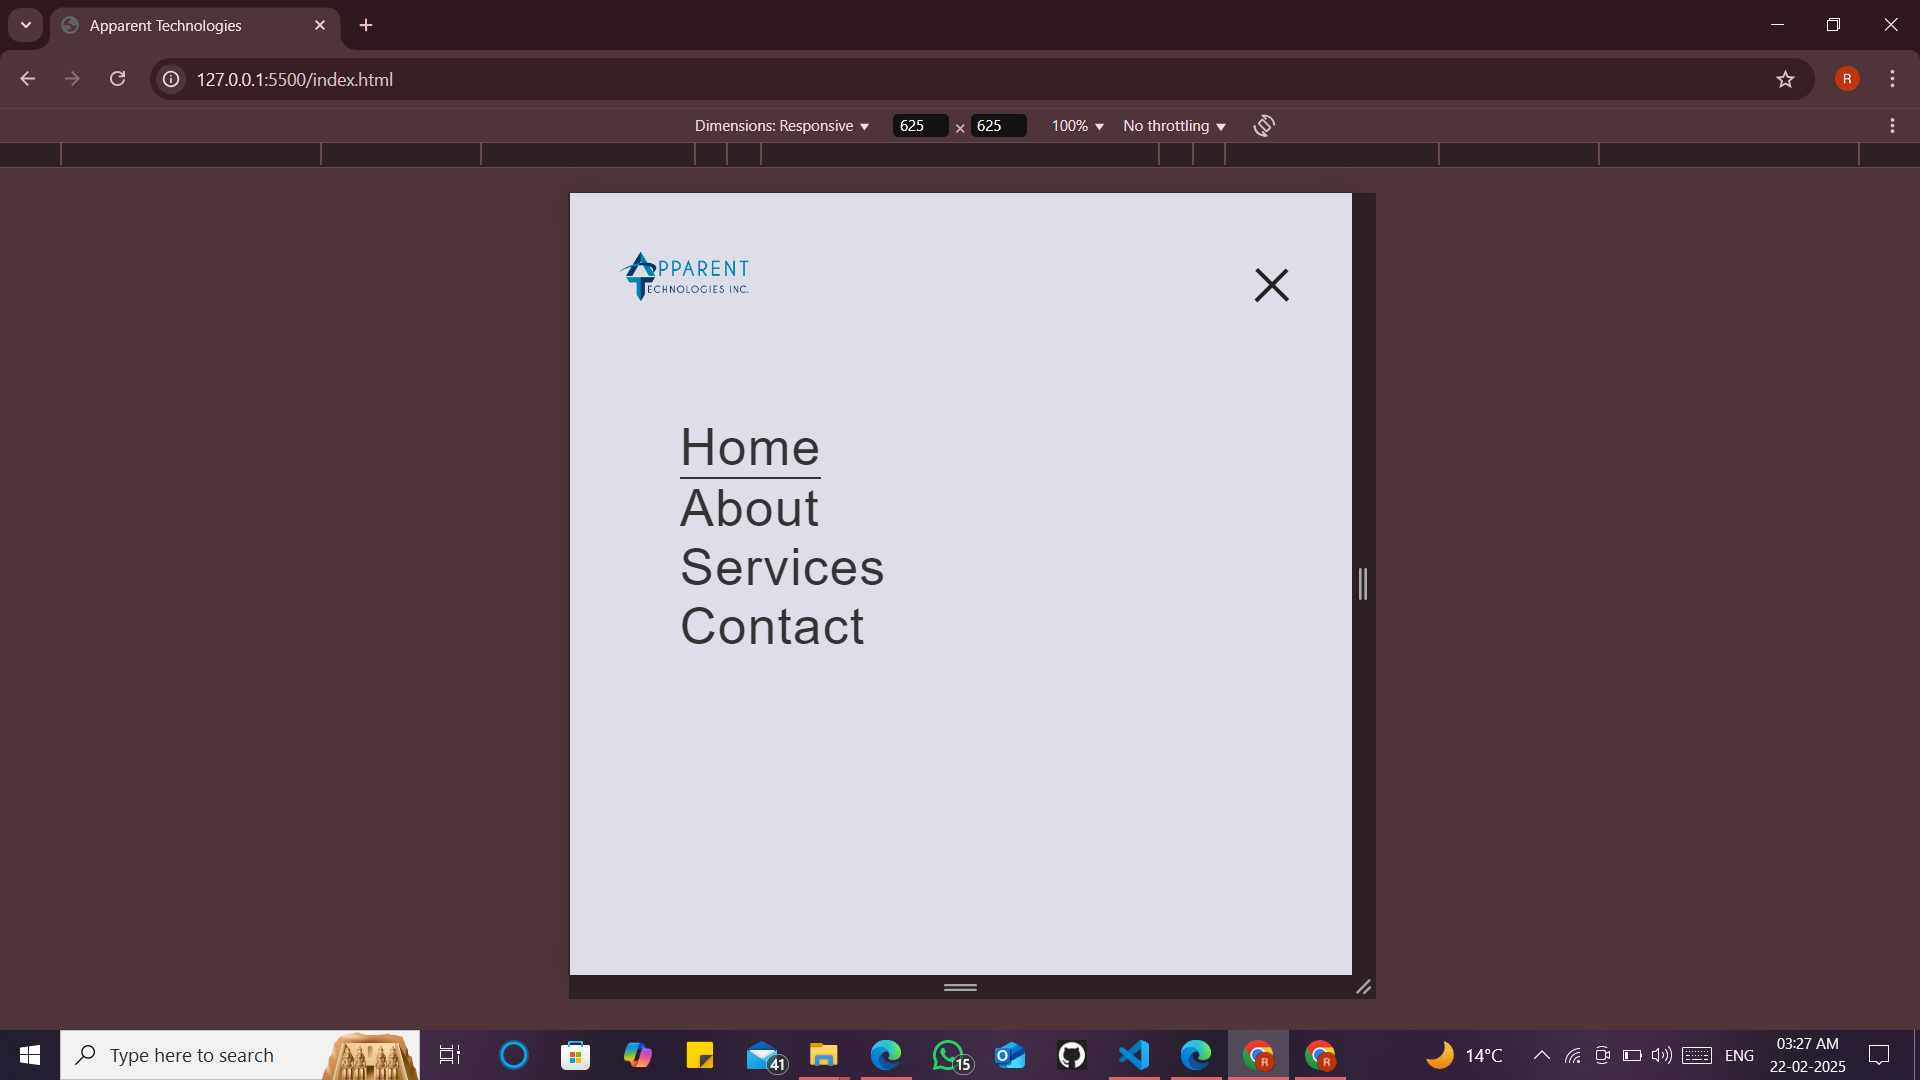 Apparent Technologies
127.0.0.1:5500/index.html
R
Dimensions: Responsive 625 × 625 100% No throttling
APPARENT
TECHNOLOGIES INC.
Home
About
Services
Contact
Type here to search
41
15
R
R
14°C
ENG
03:27 AM
22-02-2025